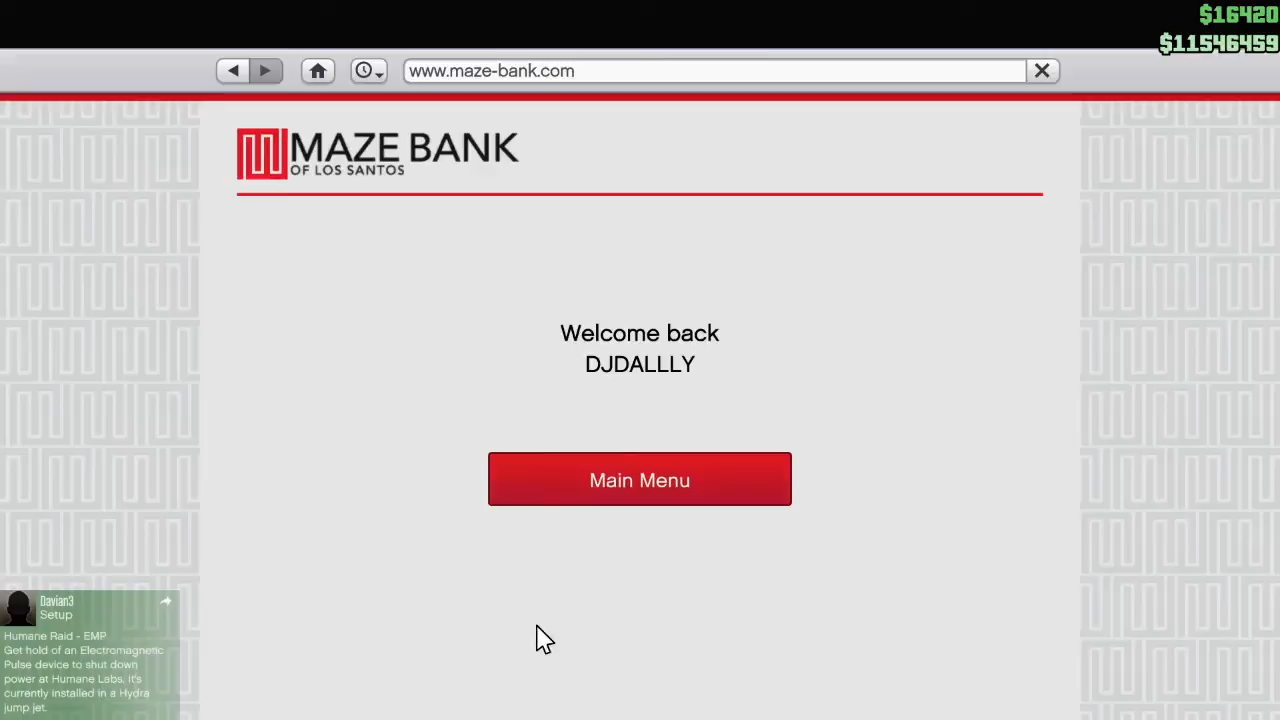 $16420
$11546459
www.maze-bank.com
MAZE BANK
OF LOS SANTOS
Welcome back
DJDALLLY
Main Menu
Davian3
Setup
Humane Raid - EMP
Get hold of an Electromagnetic
Pulse device to shut down
power at Humane Labs. It's
currently installed in a Hydra
jump jet.